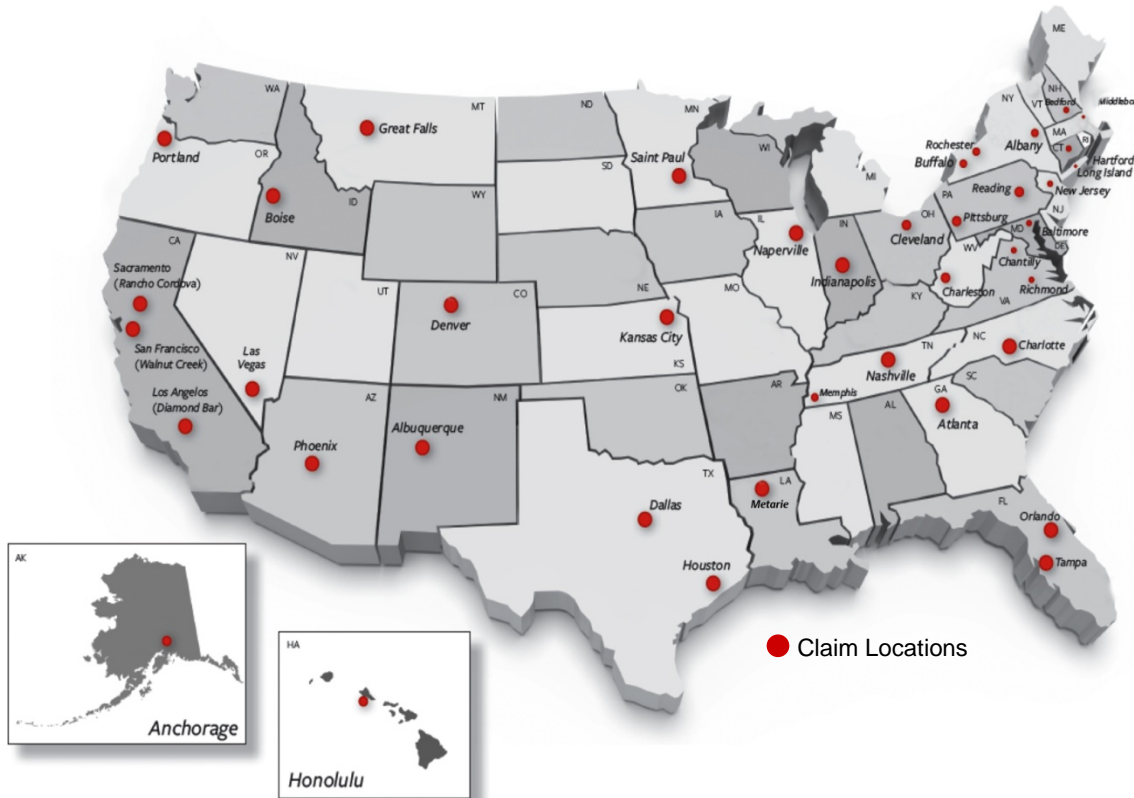 ME
WA
MT
ND
MN
NH
VT
NY
Bedford
Great Falls
Portland
OR
Saint Paul
WI
MI
Rochester
Buffalo
Albany
MA
RI
CT
Hartford
Long Island
SD
WY
ID
Boise
IA
IL
IN
OH
PA
Reading
New Jersey
PIttsburg
NJ
Cleveland
MD
Baltimore
DE
CA
NV
Naperville
WV
Chantilly
Sacramento
(Rancho Cordova)
UT
CO
NE
MO
Indianapolis
KY
Charleston
VA
Richmond
Denver
Kansas City
San Francisco
(Walnut Creek)
Las
Vegas
KS
TN
NC
Charlotte
Nashville
Los Angelos
(Diamond Bar)
AZ
NM
OK
AR
Memphis
SC
GA
MS
AL
Atlanta
Phoenix
Albuquerque
TX
LA
Metarie
Dallas
FL
Orlando
Houston
Tampa
AK
Anchorage
HA
Honolulu
Claim Locations